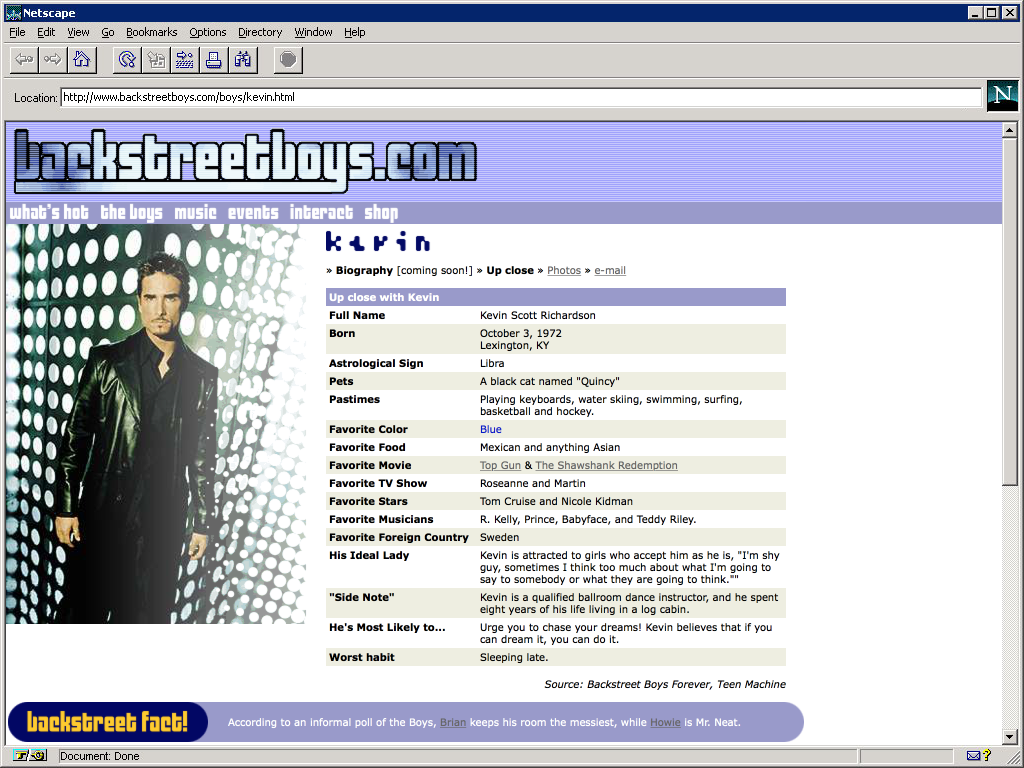 Netscape
File Edit View Go Bookmarks Options Directory Window Help
Location: http://www.backstreetboys.com/boys/kevin.html
N
backstreetboys.com
what's hot the boys music events interact shop
kevin
» Biography [coming soon!] » Up close » Photos » e-mail
Up close with Kevin
Full Name Kevin Scott Richardson
Born October 3, 1972
Lexington, KY
Astrological Sign Libra
Pets A black cat named "Quincy"
Pastimes Playing keyboards, water skiing, swimming, surfing,
basketball and hockey.
Favorite Color Blue
Favorite Food Mexican and anything Asian
Favorite Movie Top Gun & The Shawshank Redemption
Favorite TV Show Roseanne and Martin
Favorite Stars Tom Cruise and Nicole Kidman
Favorite Musicians R. Kelly, Prince, Babyface, and Teddy Riley.
Favorite Foreign Country Sweden
His Ideal Lady Kevin is attracted to girls who accept him as he is, "I'm shy
guy, sometimes I think too much about what I'm going to
say to somebody or what they are going to think.""
"Side Note" Kevin is a qualified ballroom dance instructor, and he spent
eight years of his life living in a log cabin.
He's Most Likely to... Urge you to chase your dreams! Kevin believes that if you
can dream it, you can do it.
Worst habit Sleeping late.
Source: Backstreet Boys Forever, Teen Machine
backstreet fact! According to an informal poll of the Boys, Brian keeps his room the messiest, while Howie is Mr. Neat.
Document: Done